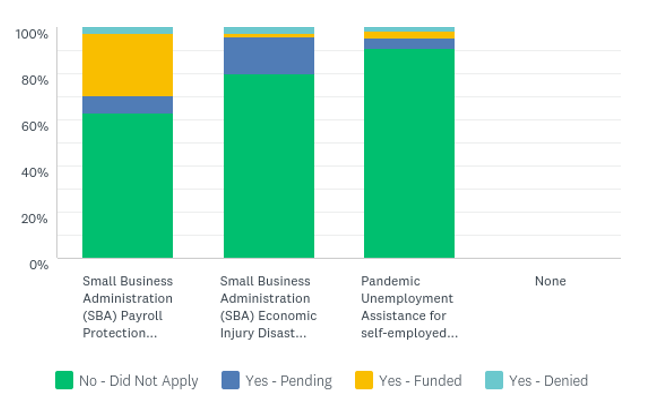 100%
80%
60%
40%
20%
0%
Small Business
Administration
(SBA) Payroll
Protection...
Small Business
Administration
(SBA) Economic
Injury Disast...
Pandemic
Unemployment
Assistance for
self-employed...
None
No - Did Not Apply
Yes - Pending
Yes - Funded
Yes - Denied